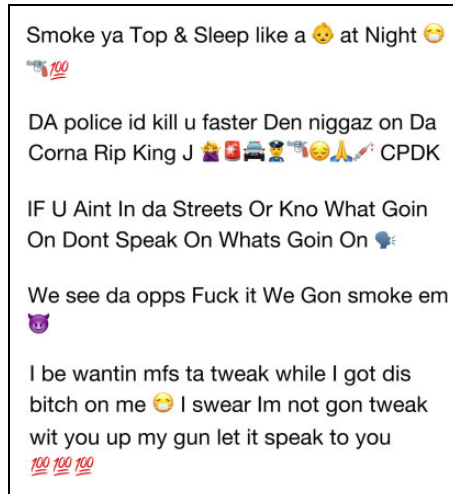 Smoke ya Top & Sleep like a 👶 at Night 😷
🔫💯
DA police id kill u faster Den niggaz on Da
Corna Rip King J 🙅🚨🚔👮🔫😔🙏💉 CPDK
IF U Aint In da Streets Or Kno What Goin
On Dont Speak On Whats Goin On 🗣
We see da opps Fuck it We Gon smoke em
😈
I be wantin mfs ta tweak while I got dis
bitch on me 😷 I swear Im not gon tweak
wit you up my gun let it speak to you
💯💯💯